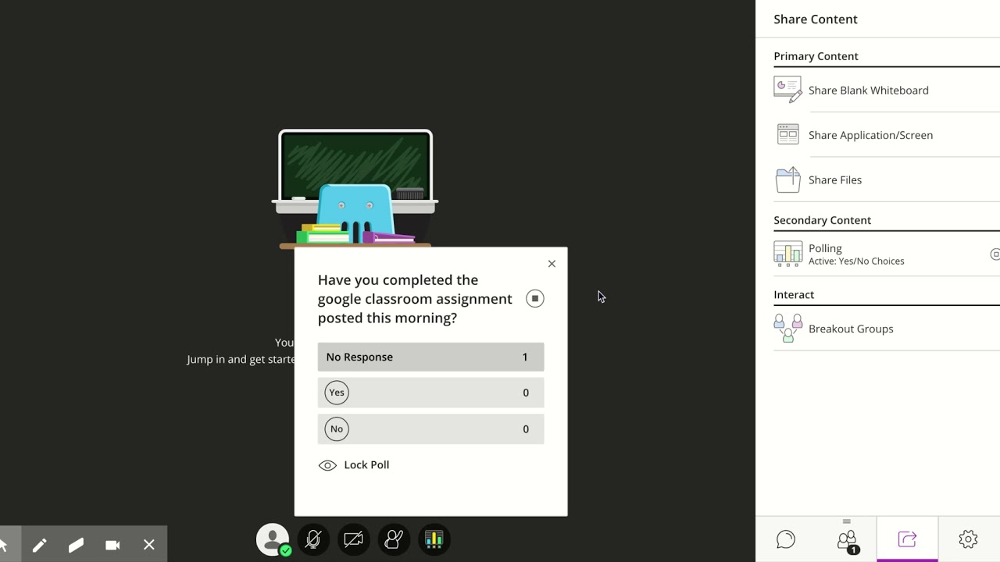 Share Content
Primary Content
Share Blank Whiteboard
Share Application/Screen
Share Files
Secondary Content
Polling
Active: Yes/No Choices
Interact
Breakout Groups
1
You
Jump in and get starte
Have you completed the
google classroom assignment
posted this morning?
No Response 1
Yes 0
No 0
Lock Poll